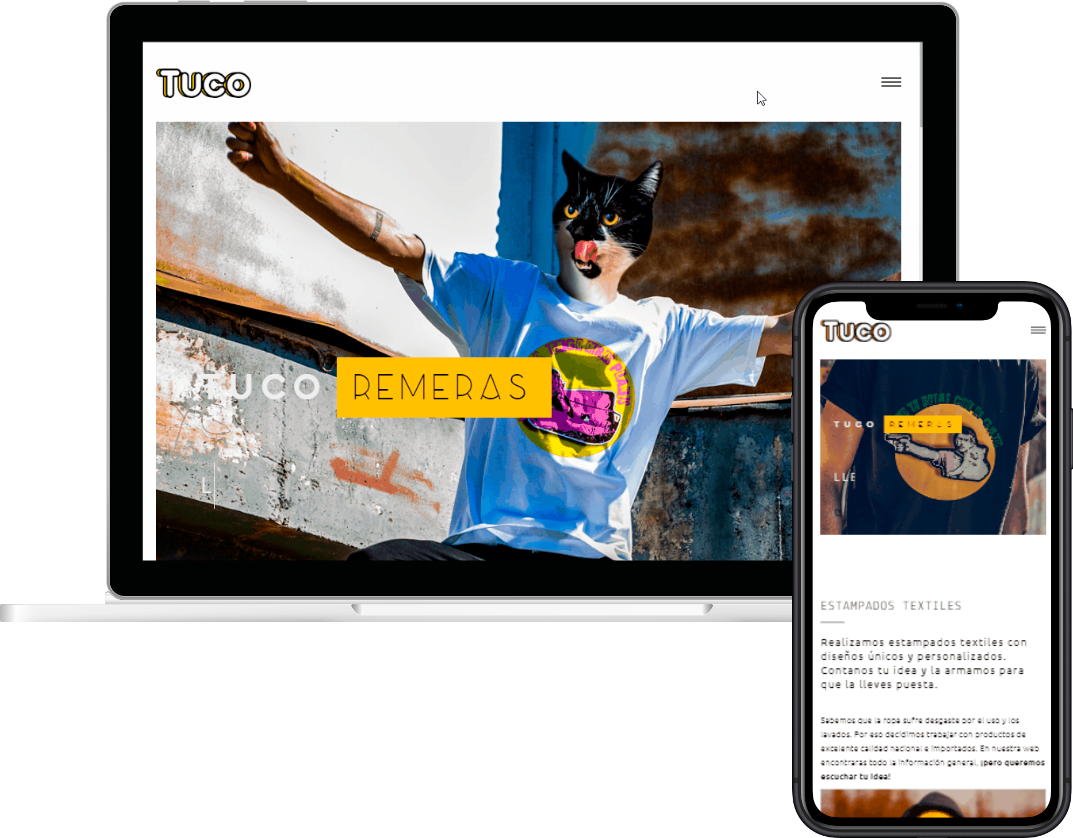 TUCO
TUCO REMERAS
L
TUCO
TUCO REMERAS
LLE
ESTAMPADOS TEXTILES
Realizamos estampados textiles con
diseños únicos y personalizados.
Contanos tu idea y la armamos para
que la lleves puesta.
Sabemos que la ropa sufre desgaste por el uso y los
lavados. Por eso decidimos trabajar con productos de
excelente calidad nacional e importados. En nuestra web
encontraras todo la información general, ¡pero queremos
escuchar tu idea!